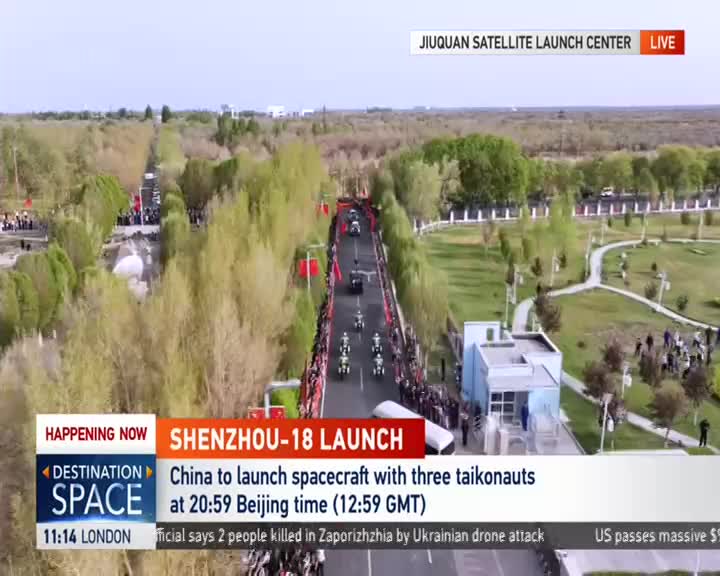 JIUQUAN SATELLITE LAUNCH CENTER LIVE
HAPPENING NOW
SHENZHOU-18 LAUNCH
DESTINATION
SPACE
China to launch spacecraft with three taikonauts
at 20:59 Beijing time (12:59 GMT)
11:14 LONDON
fficial says 2 people killed in Zaporizhzhia by Ukrainian drone attack US passes massive $